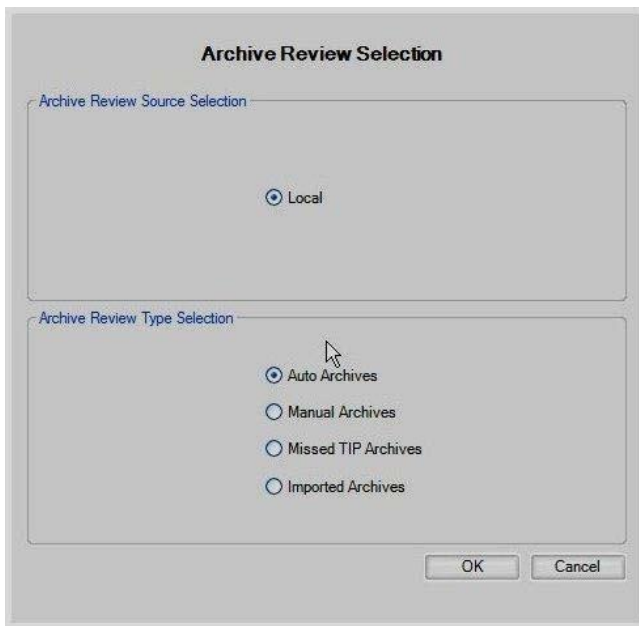 Archive Review Selection
Archive Review Source Selection
Local
Archive Review Type Selection
Auto Archives
Manual Archives
Missed TIP Archives
Imported Archives
OK
Cancel